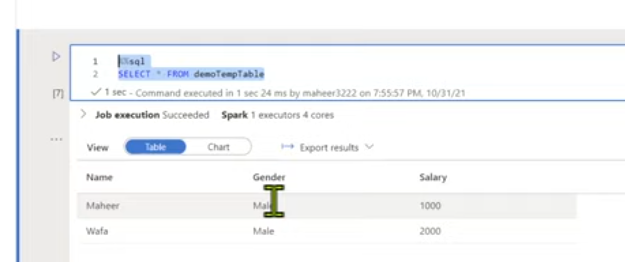 1 %%sql
2 SELECT * FROM demoTempTable
[7] 1 sec - Command executed in 1 sec 24 ms by maheer3222 on 7:55:57 PM, 10/31/21
Job execution Succeeded Spark 1 executors 4 cores
View Table Chart Export results
Name Gender Salary
Maheer Male 1000
Wafa Male 2000